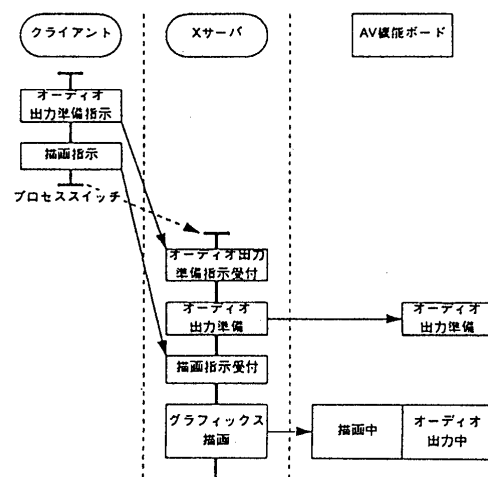 クライアント
Xサーバ
AV機能ボード
オーディオ
出力準備指示
描画指示
プロセススイッチ
オーディオ出力
準備指示受付
オーディオ
出力準備
オーディオ
出力準備
描画指示受付
グラフィックス
描画
描画中
オーディオ
出力中